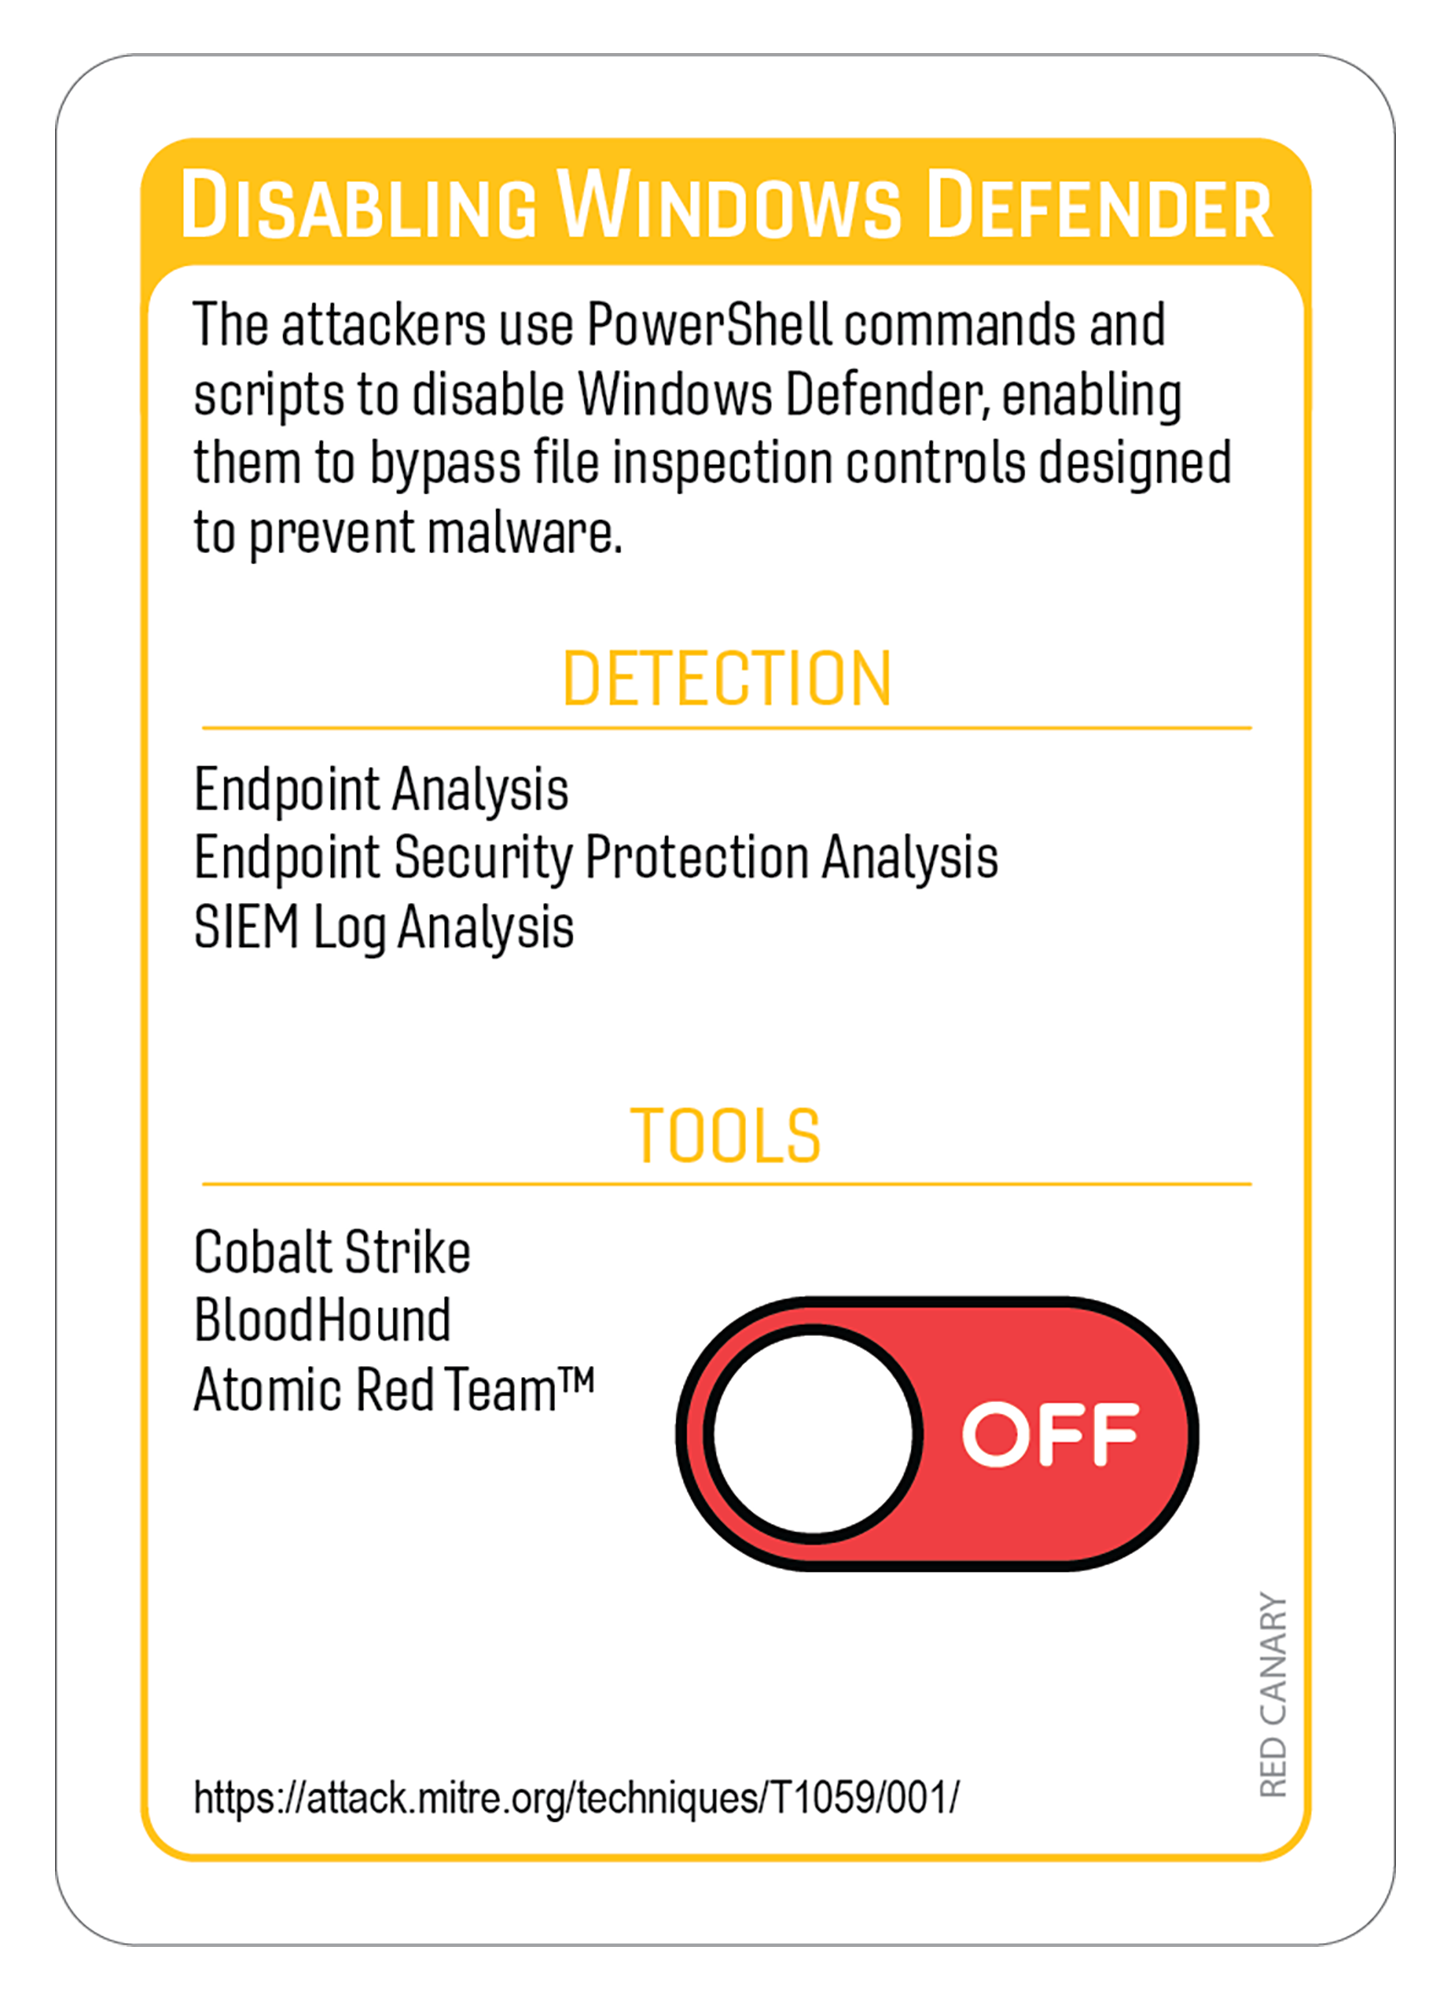 DISABLING WINDOWS DEFENDER
The attackers use PowerShell commands and
scripts to disable Windows Defender, enabling
them to bypass file inspection controls designed
to prevent malware.
DETECTION
Endpoint Analysis
Endpoint Security Protection Analysis
SIEM Log Analysis
TOOLS
Cobalt Strike
BloodHound
Atomic Red Team™
OFF
RED CANARY
https://attack.mitre.org/techniques/T1059/001/